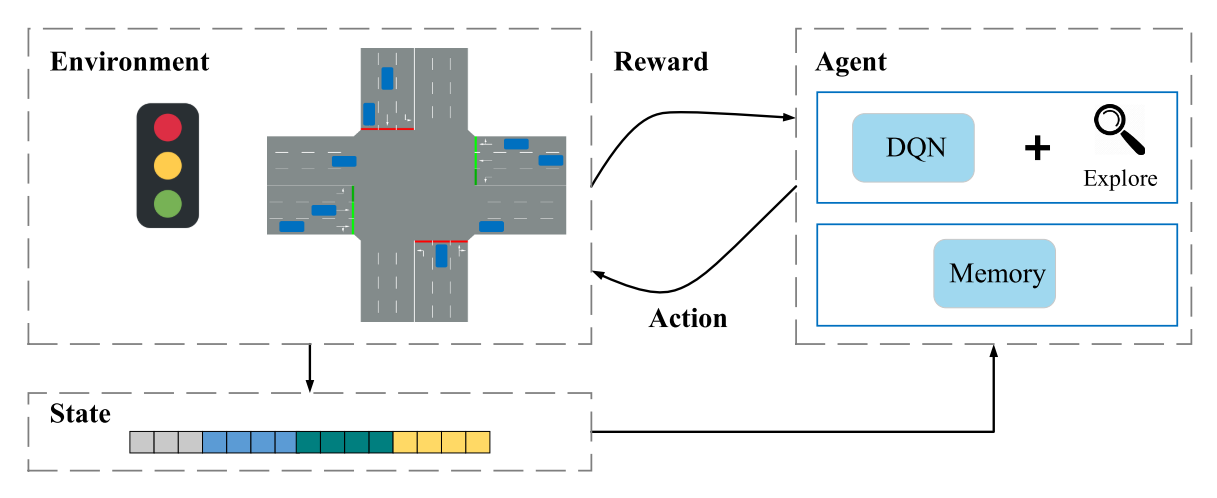 Environment
Reward
Agent
DQN
+
Explore
Memory
Action
State